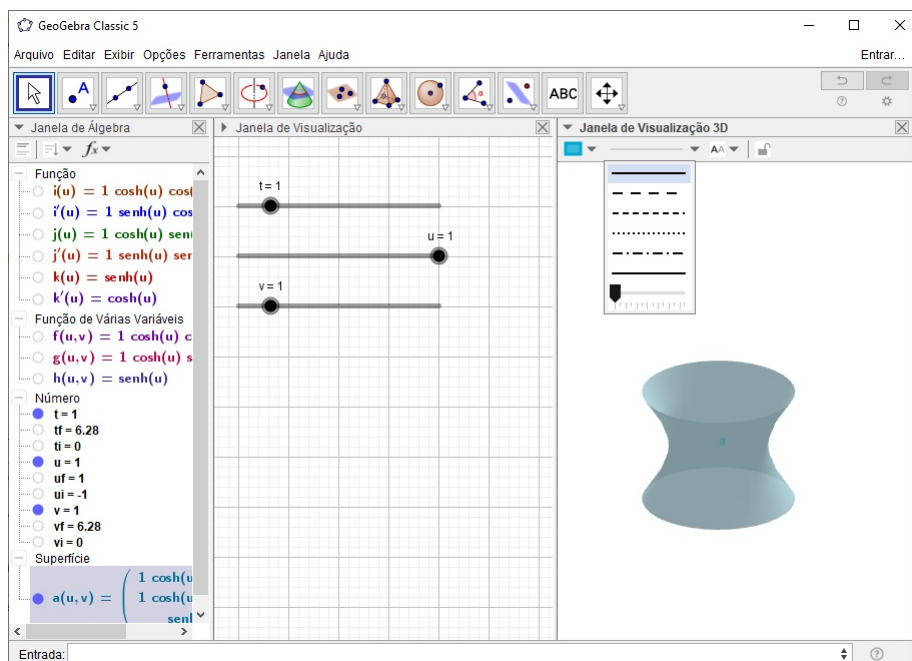 GeoGebra Classic 5
Arquivo Editar Exibir Opções Ferramentas Janela Ajuda Entrar...
A
α
ABC
Janela de Álgebra
Janela de Visualização
Janela de Visualização 3D
fx
AA
Função
i(u) = 1 cosh(u) cos(
i'(u) = 1 senh(u) cos
j(u) = 1 cosh(u) sen(
j'(u) = 1 senh(u) ser
k(u) = senh(u)
k'(u) = cosh(u)
Função de Várias Variáveis
f(u,v) = 1 cosh(u) c
g(u,v) = 1 cosh(u) s
h(u,v) = senh(u)
Número
t = 1
tf = 6.28
ti = 0
u = 1
uf = 1
ui = -1
v = 1
vf = 6.28
vi = 0
Superfície
1 cosh(u
a(u,v) = ( 1 cosh(u
senh(
t = 1
u = 1
v = 1
a
Entrada: